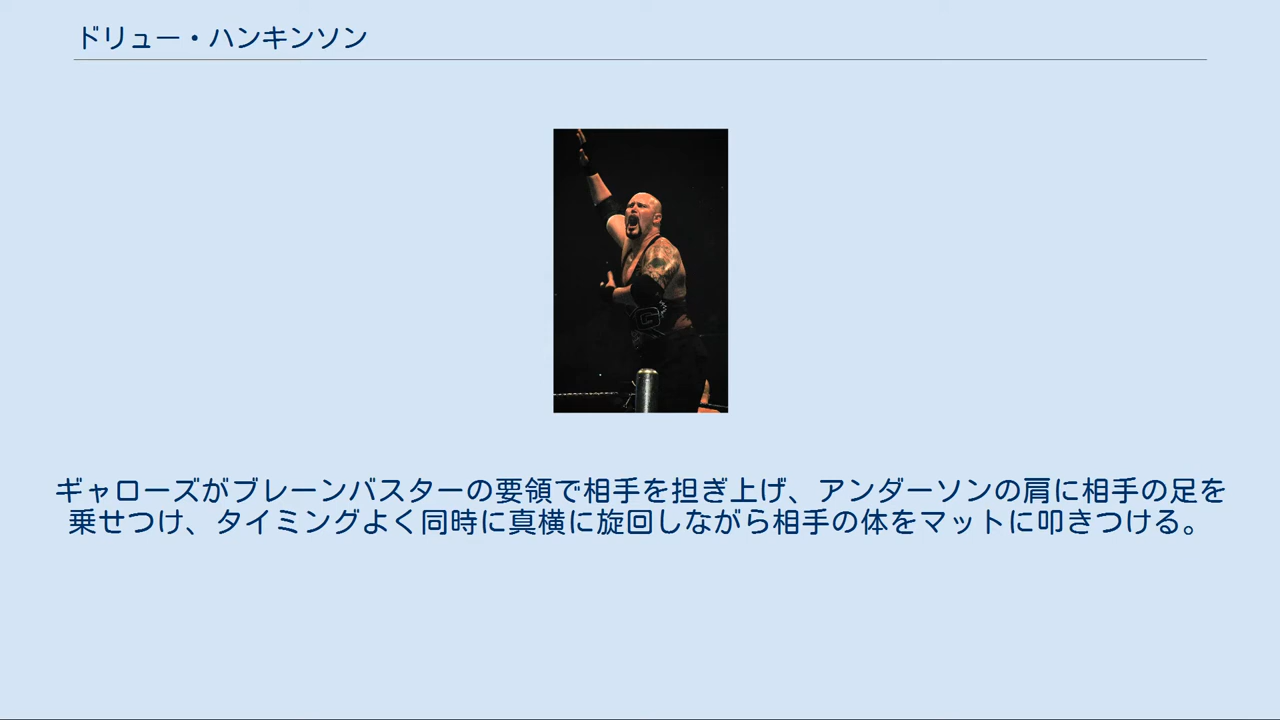 ドリュー・ハンキンソン
G
ギャローズがブレーンバスターの要領で相手を担ぎ上げ、アンダーソンの肩に相手の足を
乗せつけ、タイミングよく同時に真横に旋回しながら相手の体をマットに叩きつける。